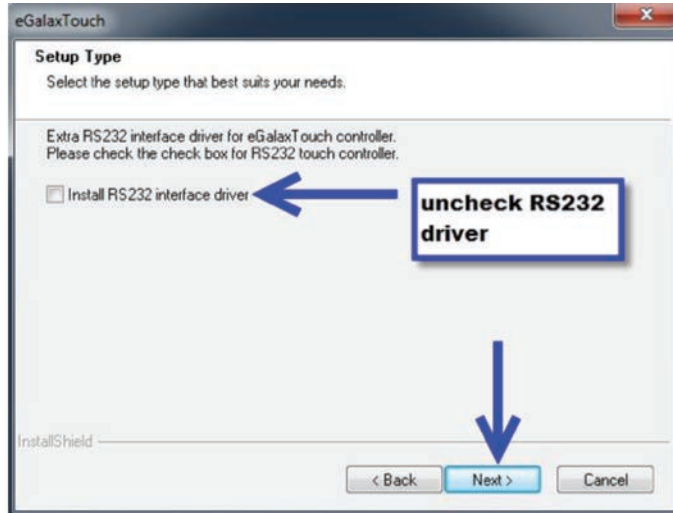 eGalaxTouch
Setup Type
Select the setup type that best suits your needs.
Extra RS232 interface driver for eGalaxTouch controller.
Please check the check box for RS232 touch controller.
Install RS232 interface driver
uncheck RS232
driver
InstallShield
< Back
Next >
Cancel